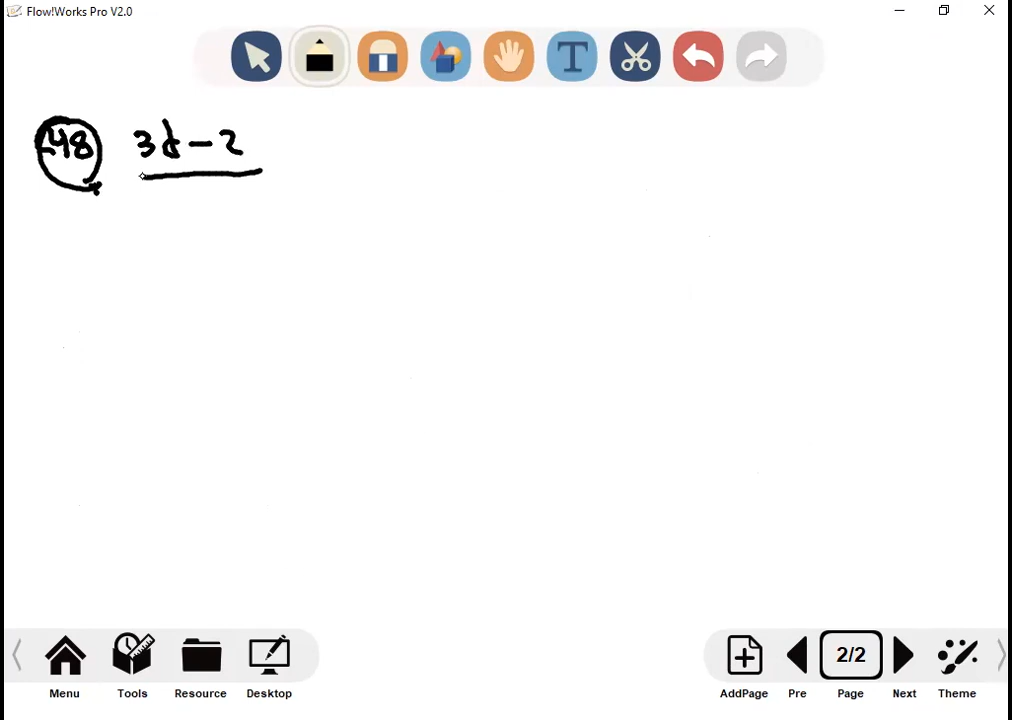 Flow!Works Pro V2.0
48 3d - 2
T
2/2
Menu Tools Resource Desktop AddPage Pre Page Next Theme